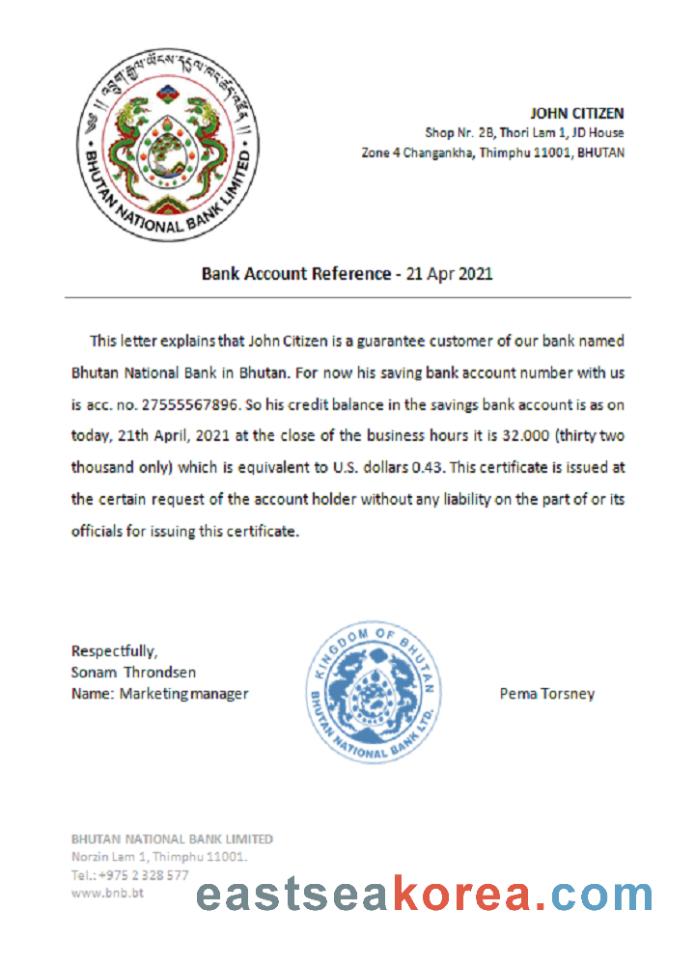 BHUTAN NATIONAL BANK LIMITED
JOHN CITIZEN
Shop Nr. 2B, Thori Lam 1, JD House
Zone 4 Changankha, Thimphu 11001, BHUTAN
Bank Account Reference - 21 Apr 2021
This letter explains that John Citizen is a guarantee customer of our bank named
Bhutan National Bank in Bhutan. For now his saving bank account number with us
is acc. no. 27555567896. So his credit balance in the savings bank account is as on
today, 21th April, 2021 at the close of the business hours it is 32.000 (thirty two
thousand only) which is equivalent to U.S. dollars 0.43. This certificate is issued at
the certain request of the account holder without any liability on the part of or its
officials for issuing this certificate.
Respectfully,
Sonam Throndsen
Name: Marketing manager
KINGDOM OF BHUTAN
BHUTAN NATIONAL BANK LTD.
Pema Torsney
BHUTAN NATIONAL BANK LIMITED
Norzin Lam 1, Thimphu 11001.
Tel.: +975 2 328 577
www.bnb.bt
eastseakorea.com